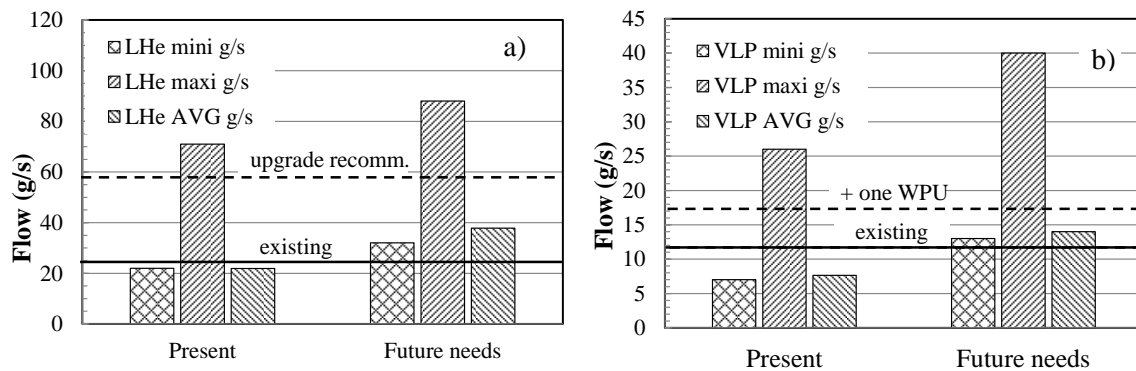 120
100
80
60
40
20
0
Flow (g/s)
LHe mini g/s
LHe maxi g/s
LHe AVG g/s
a)
upgrade recomm.
existing
Present
Future needs
45
40
35
30
25
20
15
10
5
0
Flow (g/s)
VLP mini g/s
VLP maxi g/s
VLP AVG g/s
b)
+ one WPU
existing
Present
Future needs